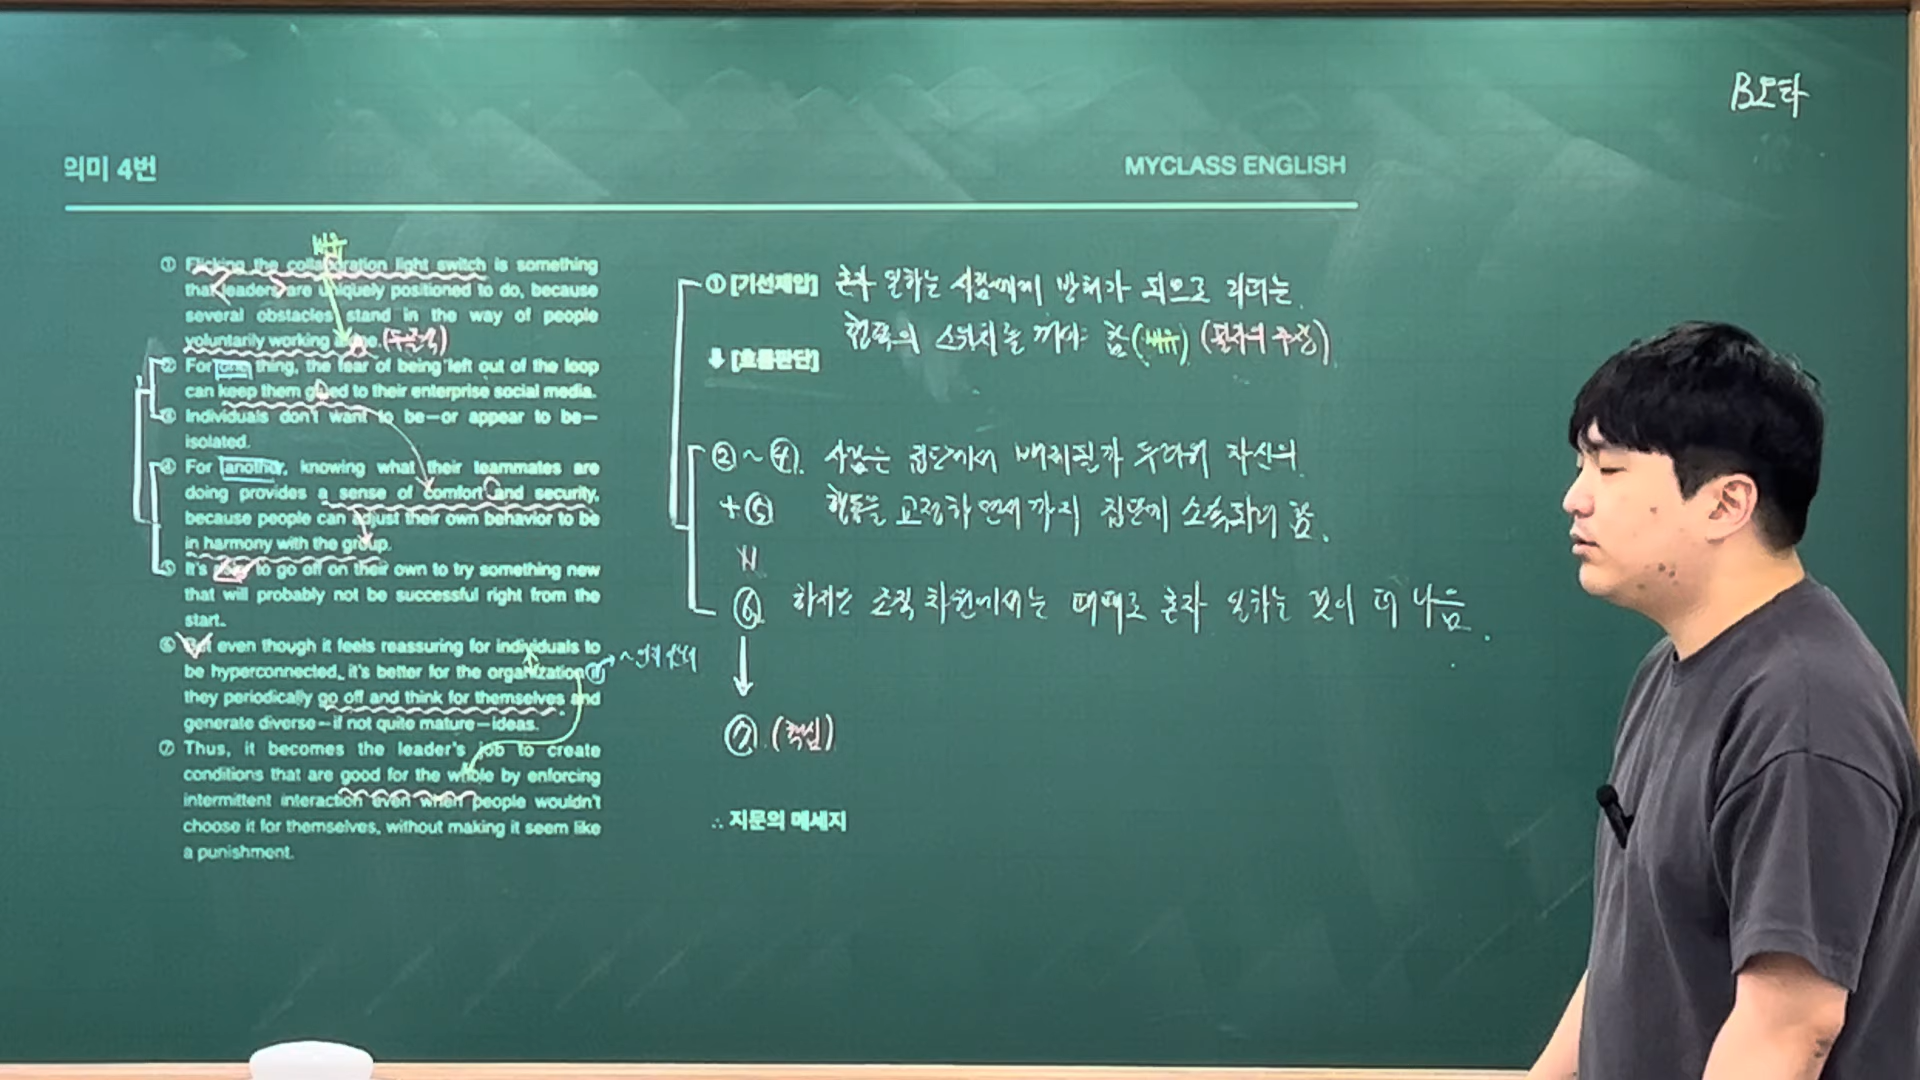 B오타
의미 4번
MYCLASS ENGLISH
비유
① Flicking the collaboration light switch is something
that leaders are uniquely positioned to do, because
several obstacles stand in the way of people
voluntarily working alone.
② For one thing, the fear of being left out of the loop
can keep them glued to their enterprise social media.
③ Individuals don't want to be—or appear to be—
isolated.
④ For another, knowing what their teammates are
doing provides a sense of comfort and security,
because people can adjust their own behavior to be
in harmony with the group.
⑤ It's to go off on their own to try something new
that will probably not be successful right from the
start.
⑥ But even though it feels reassuring for individuals to
be hyperconnected, it's better for the organization if
they periodically go off and think for themselves and
generate diverse—if not quite mature—ideas.
⑦ Thus, it becomes the leader's job to create
conditions that are good for the whole by enforcing
intermittent interaction even when people wouldn't
choose it for themselves, without making it seem like
a punishment.
① [기선제압] 혼자 일하는 사람에게 방해가 되므로 리더는
협력의 스위치를 꺼야 함 (비유) (필자의 주장)
↓ [흐름판단]
②~④. 사람은 집단에서 배제될까 두려워 자신의
+⑤ 행동을 교정하면서까지 집단에 소속되려 함.
⑥ 하지만 조직 차원에서는 때때로 혼자 일하는 것이 더 나음.
⑦ (핵심)
∴ 지문의 메세지